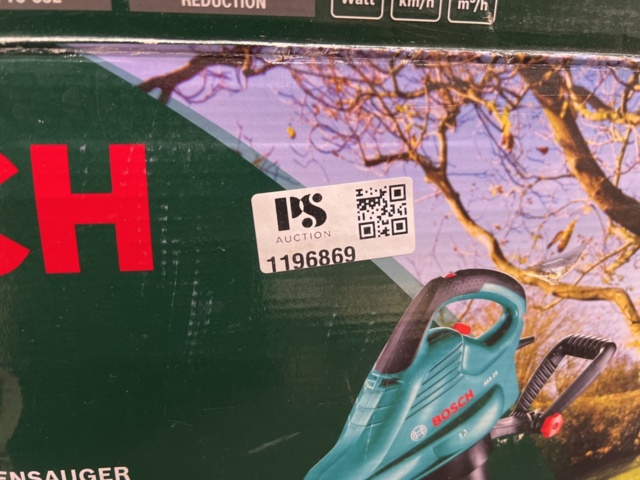 REDUCTION
Watt
km/h
m³/h
CH
PS
AUCTION
1196869
BOSCH
ENSAUGER